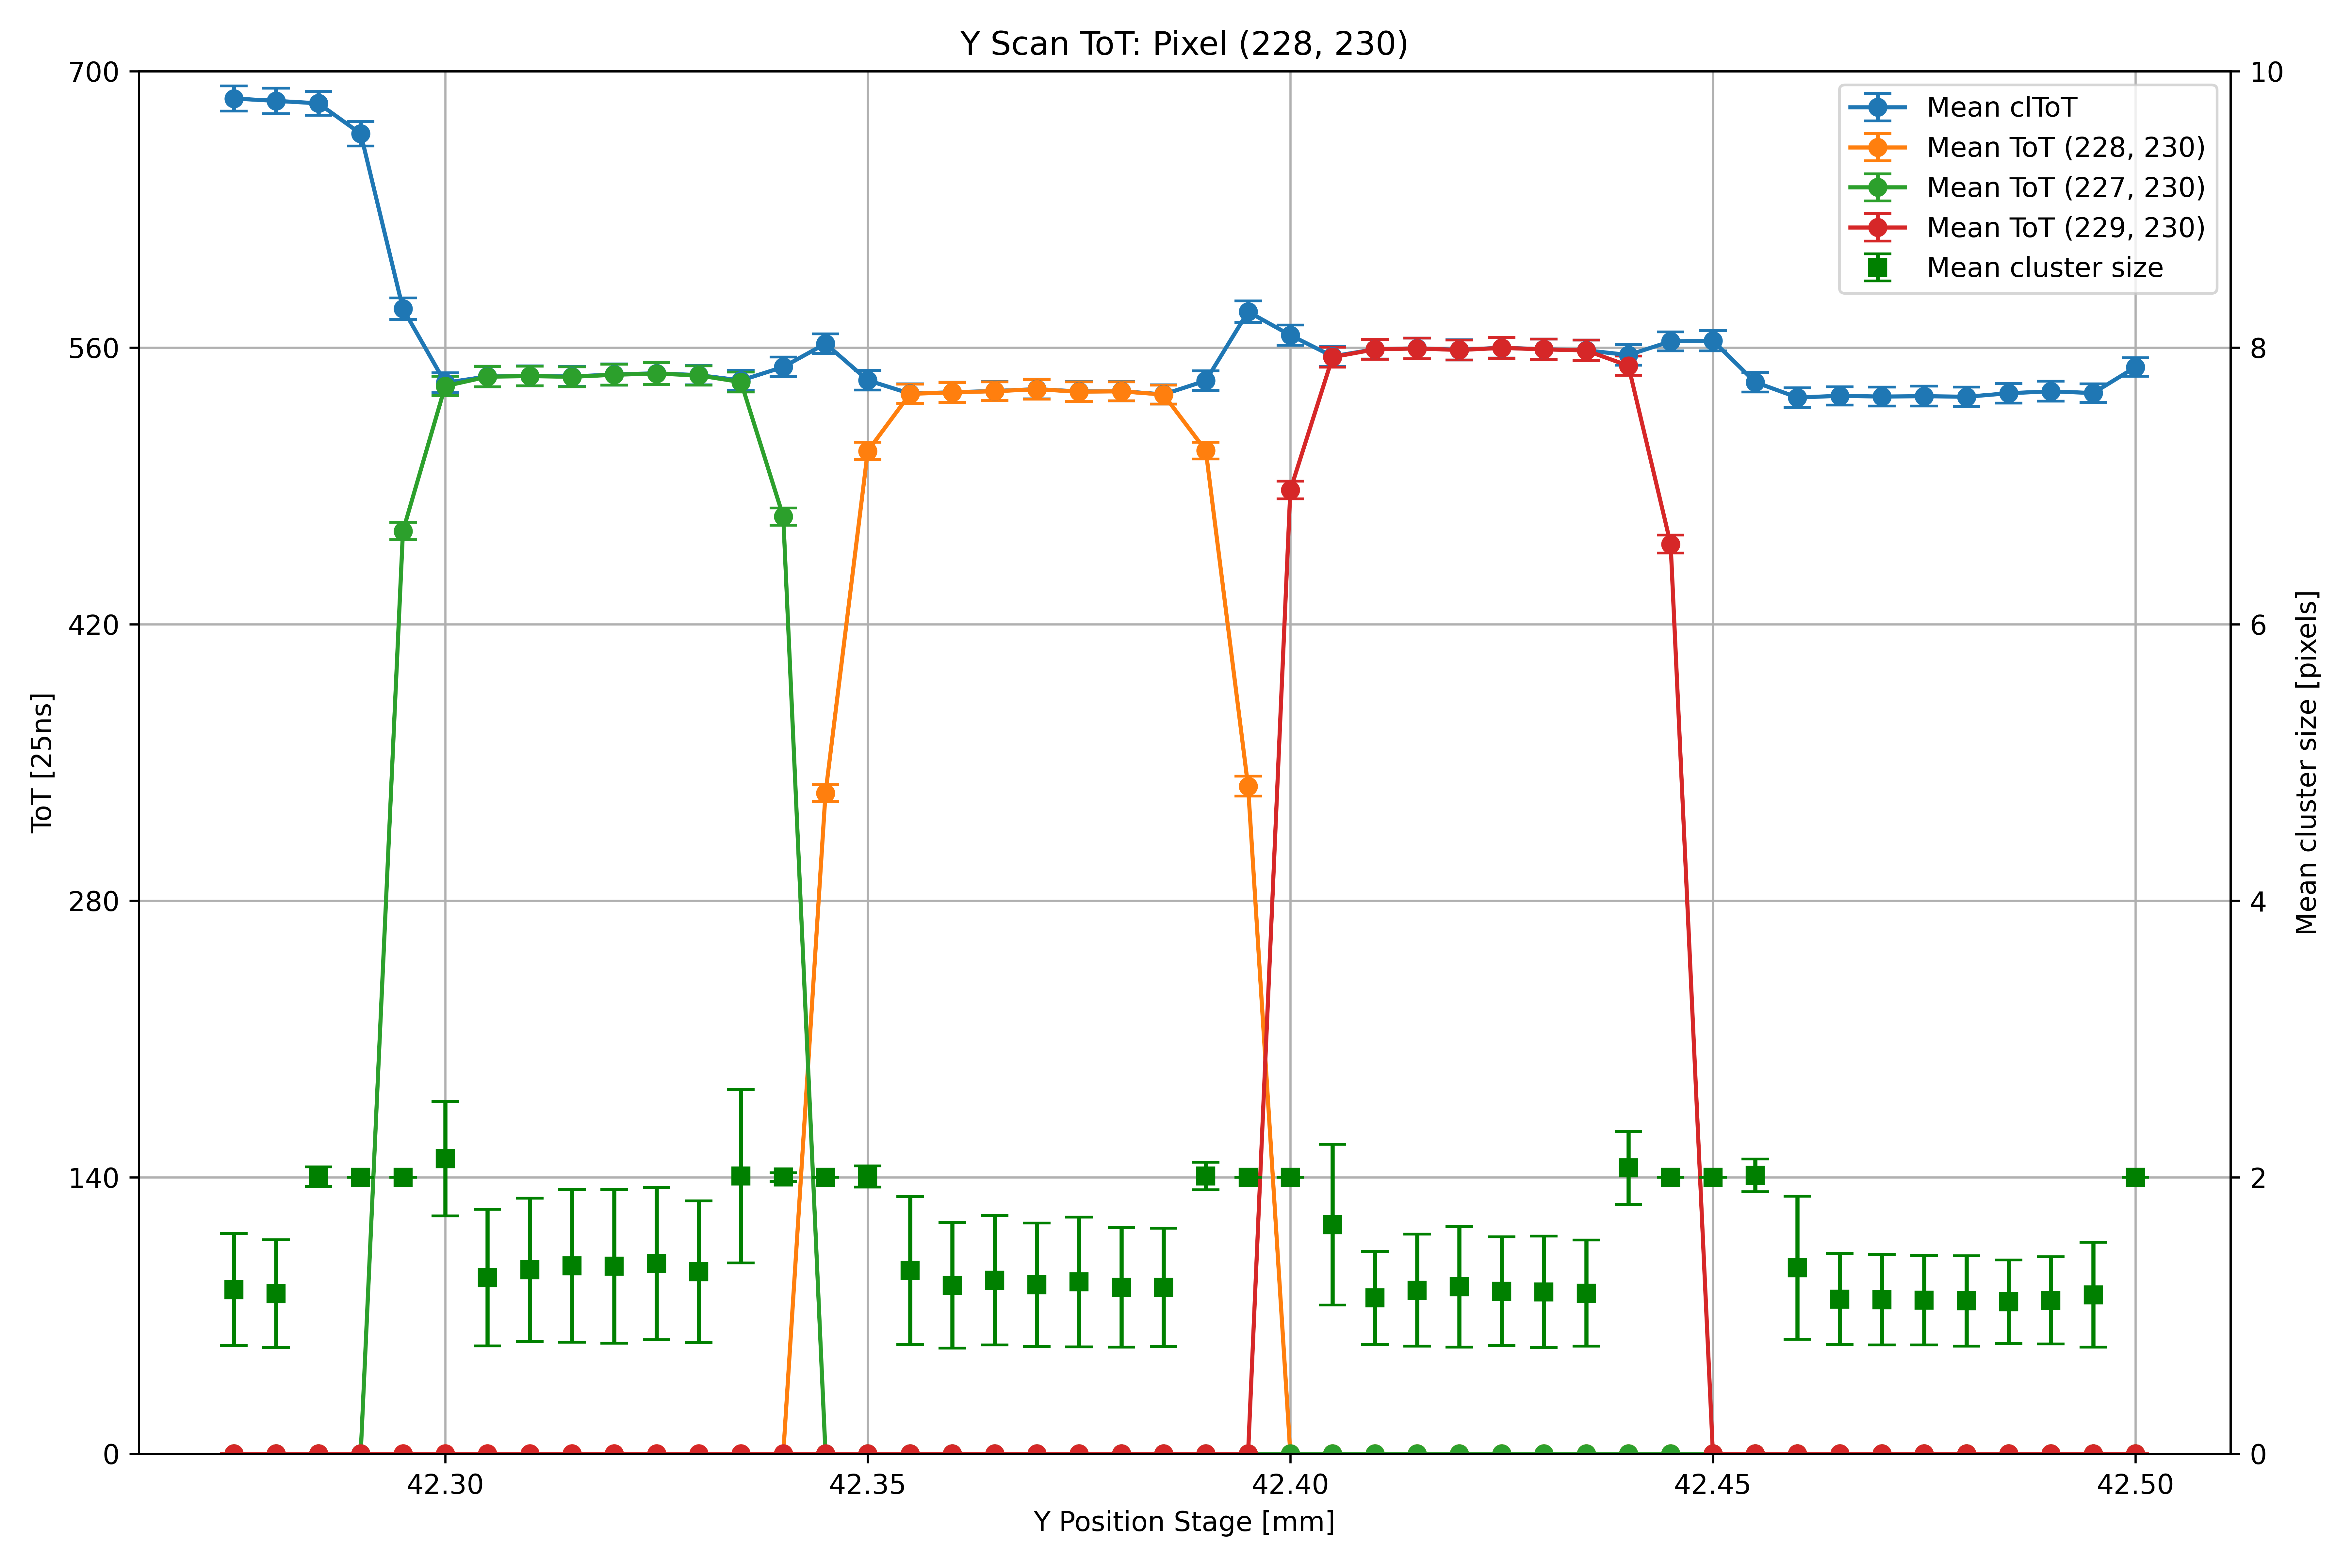 Y Scan ToT: Pixel (228, 230)
700
560
420
280
140
0
ToT [25ns]
10
8
6
4
2
0
Mean cluster size [pixels]
Mean clToT
Mean ToT (228, 230)
Mean ToT (227, 230)
Mean ToT (229, 230)
Mean cluster size
42.30
42.35
42.40
42.45
42.50
Y Position Stage [mm]